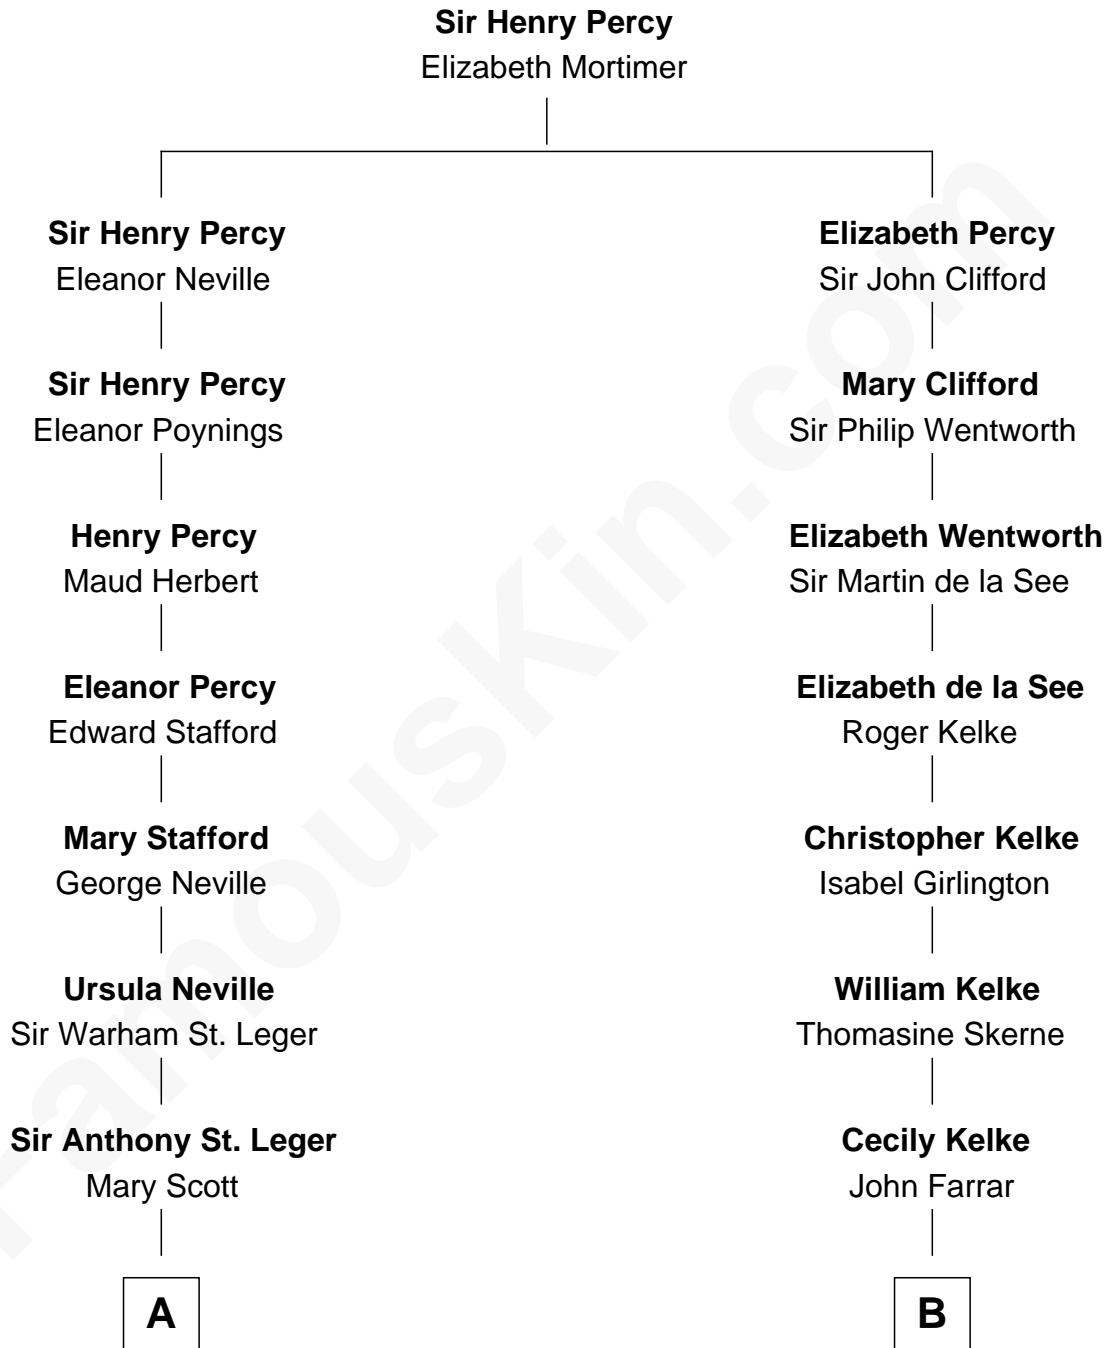 Sir Henry Percy
Elizabeth Mortimer
Sir Henry Percy
Eleanor Neville
Sir Henry Percy
Eleanor Poynings
Henry Percy
Maud Herbert
Eleanor Percy
Edward Stafford
Mary Stafford
George Neville
Ursula Neville
Sir Warham St. Leger
Sir Anthony St. Leger
Mary Scott
A
Elizabeth Percy
Sir John Clifford
Mary Clifford
Sir Philip Wentworth
Elizabeth Wentworth
Sir Martin de la See
Elizabeth de la See
Roger Kelke
Christopher Kelke
Isabel Girlington
William Kelke
Thomasine Skerne
Cecily Kelke
John Farrar
B
FamousKin.com